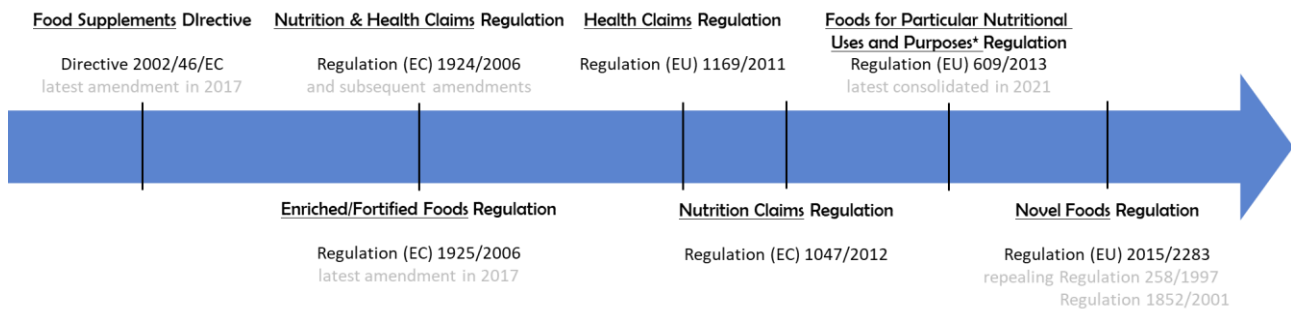 Food Supplements DIrective
Directive 2002/46/EC
latest amendment in 2017
Nutrition & Health Claims Regulation
Regulation (EC) 1924/2006
and subsequent amendments
Health Claims Regulation
Regulation (EU) 1169/2011
Foods for Particular Nutritional
Uses and Purposes* Regulation
Regulation (EU) 609/2013
latest consolidated in 2021
Enriched/Fortified Foods Regulation
Regulation (EC) 1925/2006
latest amendment in 2017
Nutrition Claims Regulation
Regulation (EC) 1047/2012
Novel Foods Regulation
Regulation (EU) 2015/2283
repealing Regulation 258/1997
Regulation 1852/2001